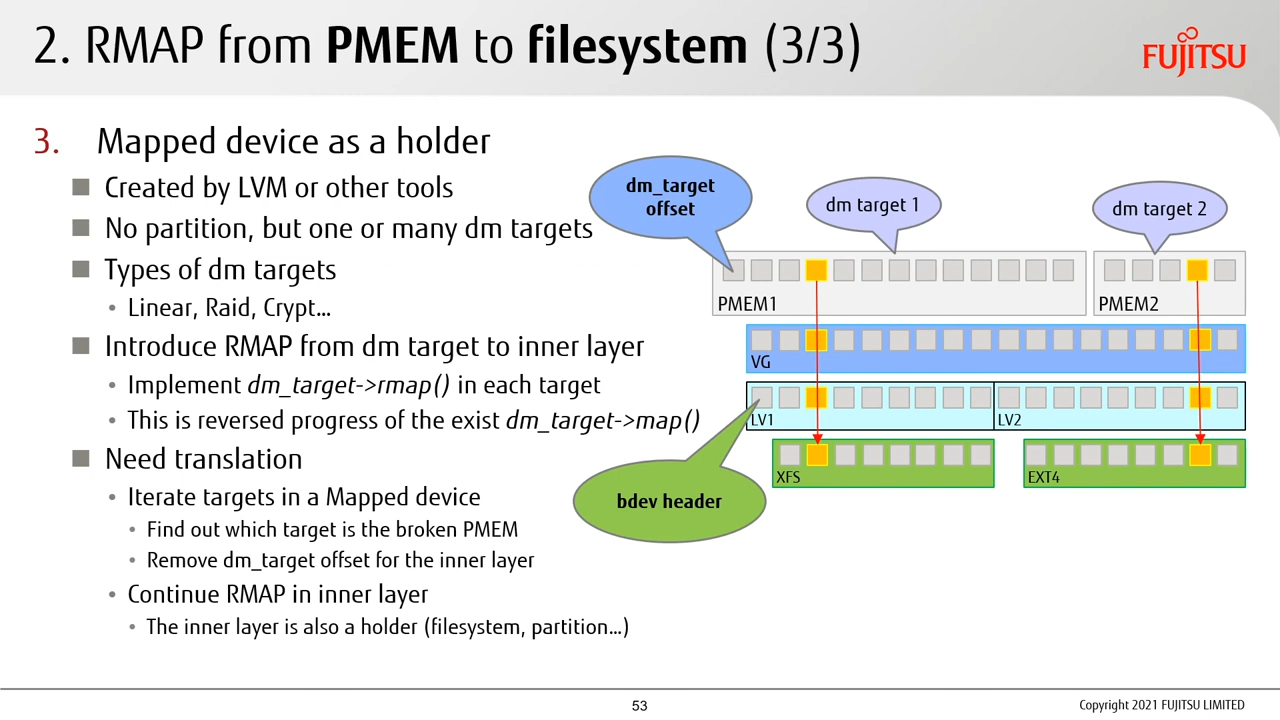 2. RMAP from PMEM to filesystem (3/3)
FUJITSU
3. Mapped device as a holder
Created by LVM or other tools
No partition, but one or many dm targets
Types of dm targets
Linear, Raid, Crypt...
Introduce RMAP from dm target to inner layer
Implement dm_target->rmap() in each target
This is reversed progress of the exist dm_target->map()
Need translation
Iterate targets in a Mapped device
Find out which target is the broken PMEM
Remove dm_target offset for the inner layer
Continue RMAP in inner layer
The inner layer is also a holder (filesystem, partition...)
dm_target
offset
dm target 1
dm target 2
PMEM1
PMEM2
VG
LV1
LV2
XFS
EXT4
bdev header
53
Copyright 2021 FUJITSU LIMITED